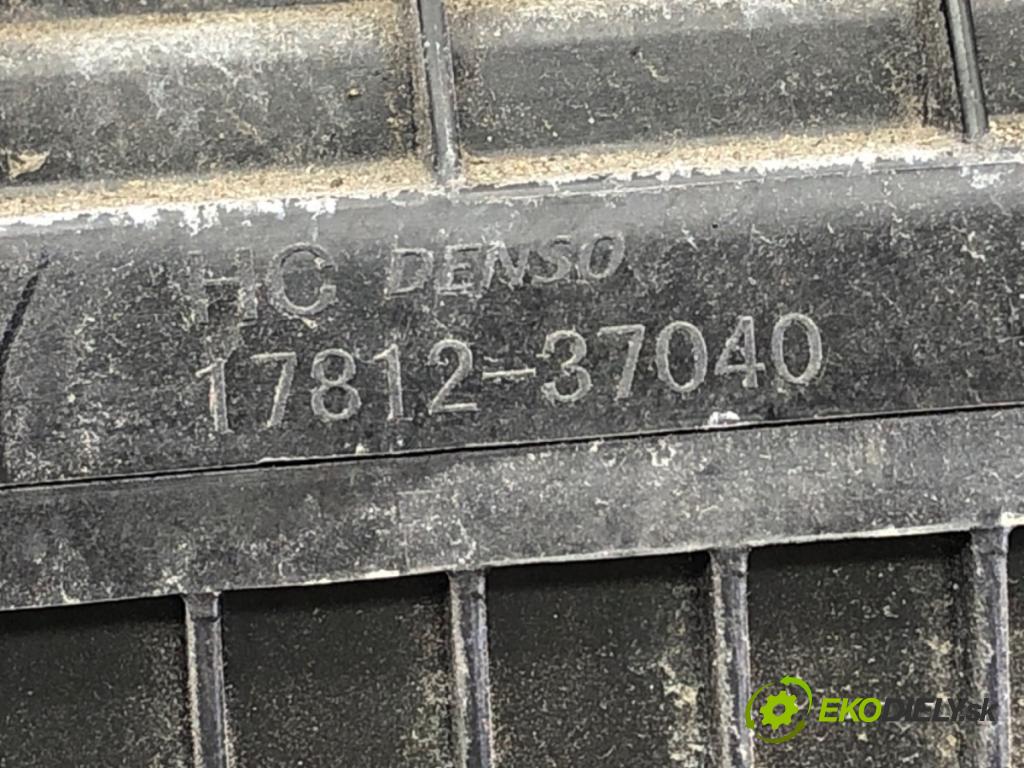 HC DENSO
17812-37040
EKODIELY.sk